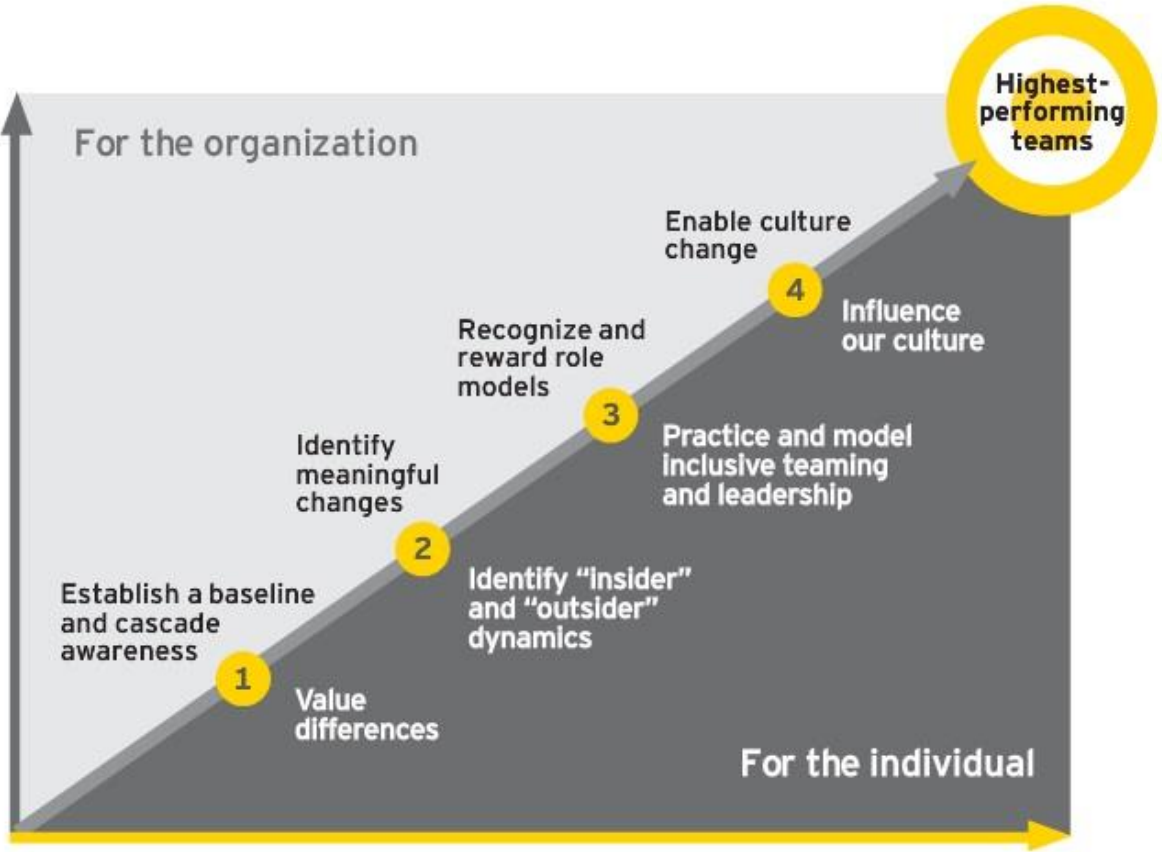 Highest-
performing
teams
For the organization
Enable culture
change
4
Influence
our culture
Recognize and
reward role
models
3
Practice and model
inclusive teaming
and leadership
Identify
meaningful
changes
2
Identify “insider”
and “outsider”
dynamics
Establish a baseline
and cascade
awareness
1
Value
differences
For the individual